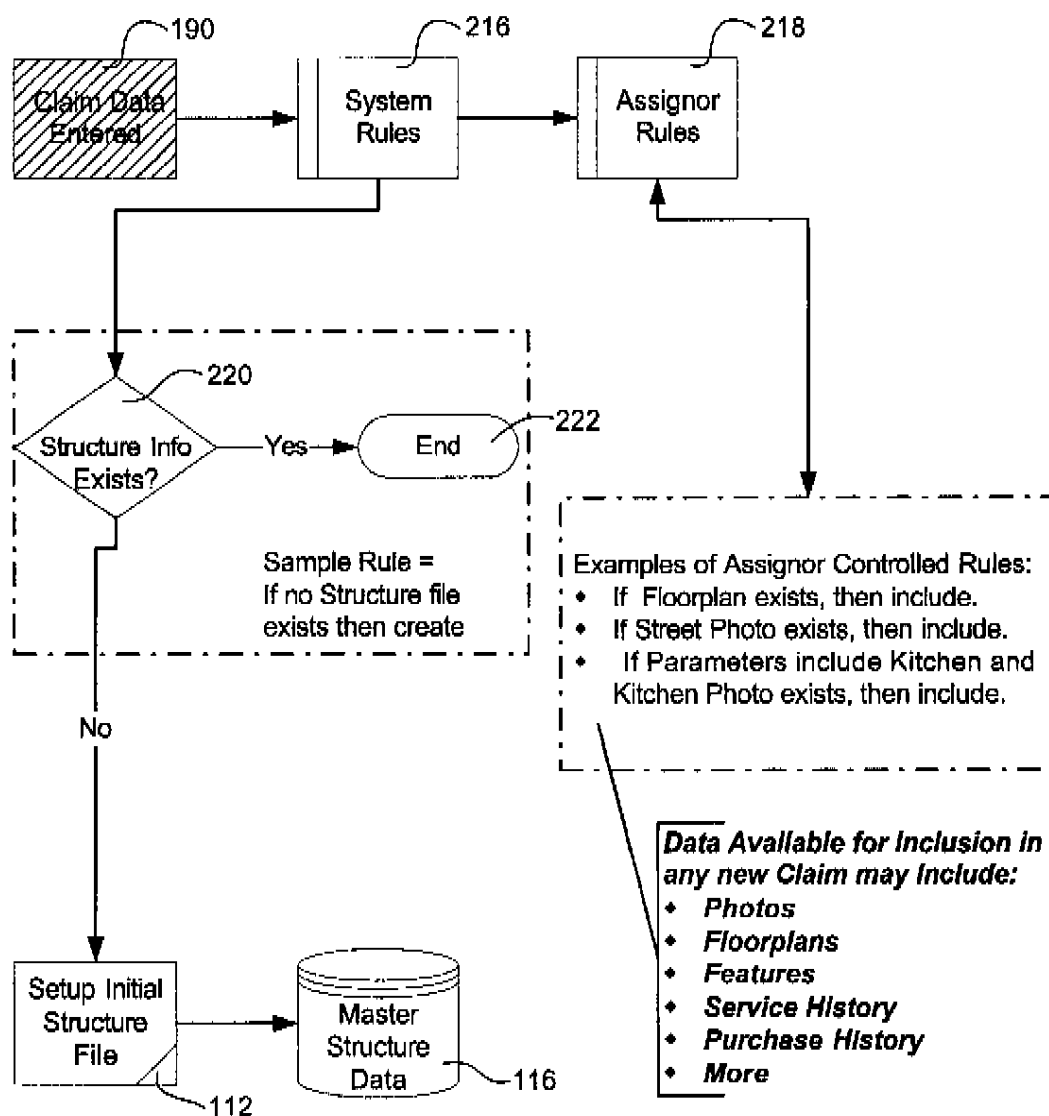 190
216
218
Claim Data
Entered
System
Rules
Assignor
Rules
220
Structure Info
Exists?
Yes
End
222
Sample Rule =
If no Structure file
exists then create
No
Examples of Assignor Controlled Rules:
• If Floorplan exists, then include.
• If Street Photo exists, then include.
• If Parameters include Kitchen and
Kitchen Photo exists, then include.
Data Available for Inclusion in
any new Claim may Include:
♦ Photos
♦ Floorplans
♦ Features
♦ Service History
♦ Purchase History
♦ More
Setup Initial
Structure
File
112
Master
Structure
Data
116